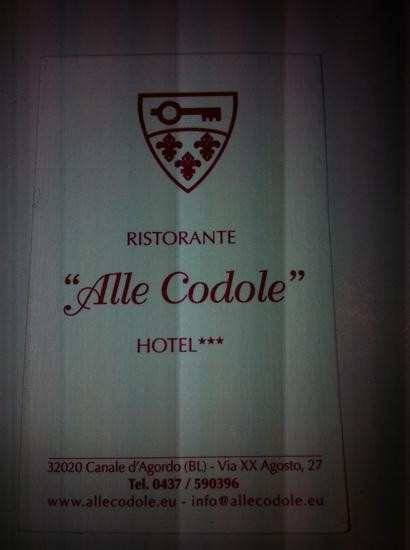 RISTORANTE
"Alle Codole"
HOTEL***
32020 Canale d'Agordo (BL) - Via XX Agosto, 27
Tel. 0437 / 590396
www.allecodole.eu - info@allecodole.eu